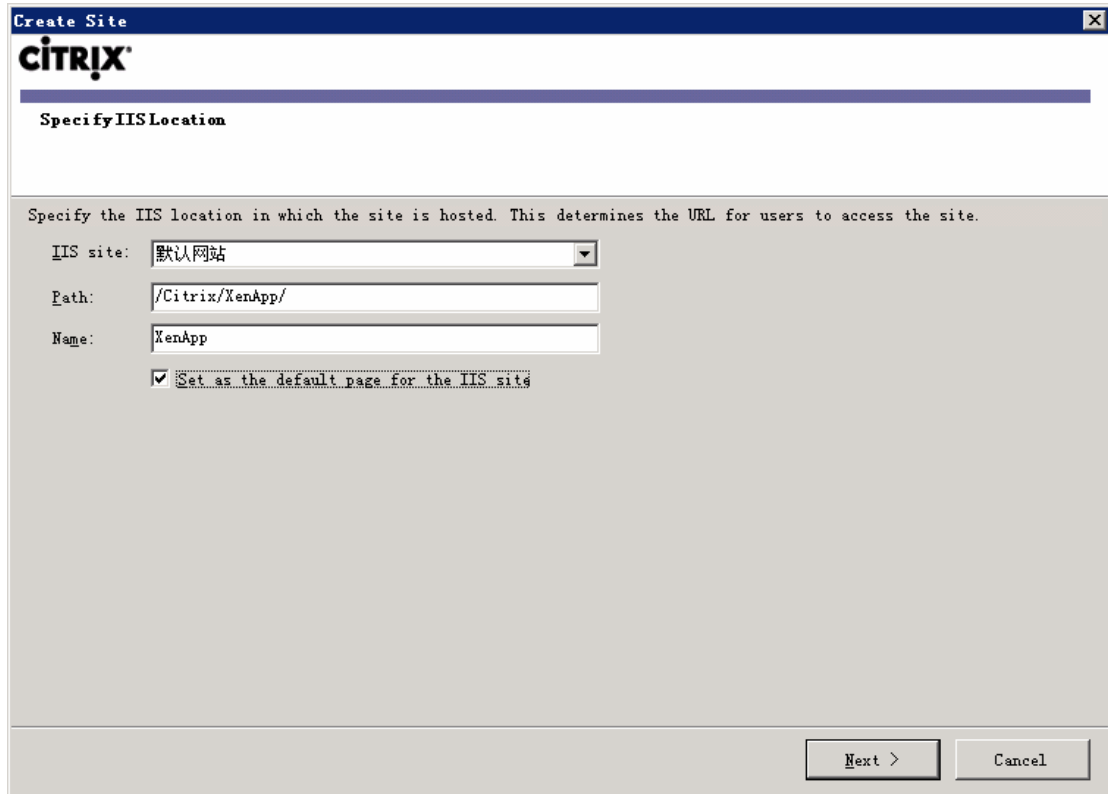 Create Site
CİTRIX
Specify IIS Location
Specify the IIS location in which the site is hosted. This determines the URL for users to access the site.
IIS site: 默认网站
Path: /Citrix/XenApp/
Name: XenApp
Set as the default page for the IIS site
Next > Cancel